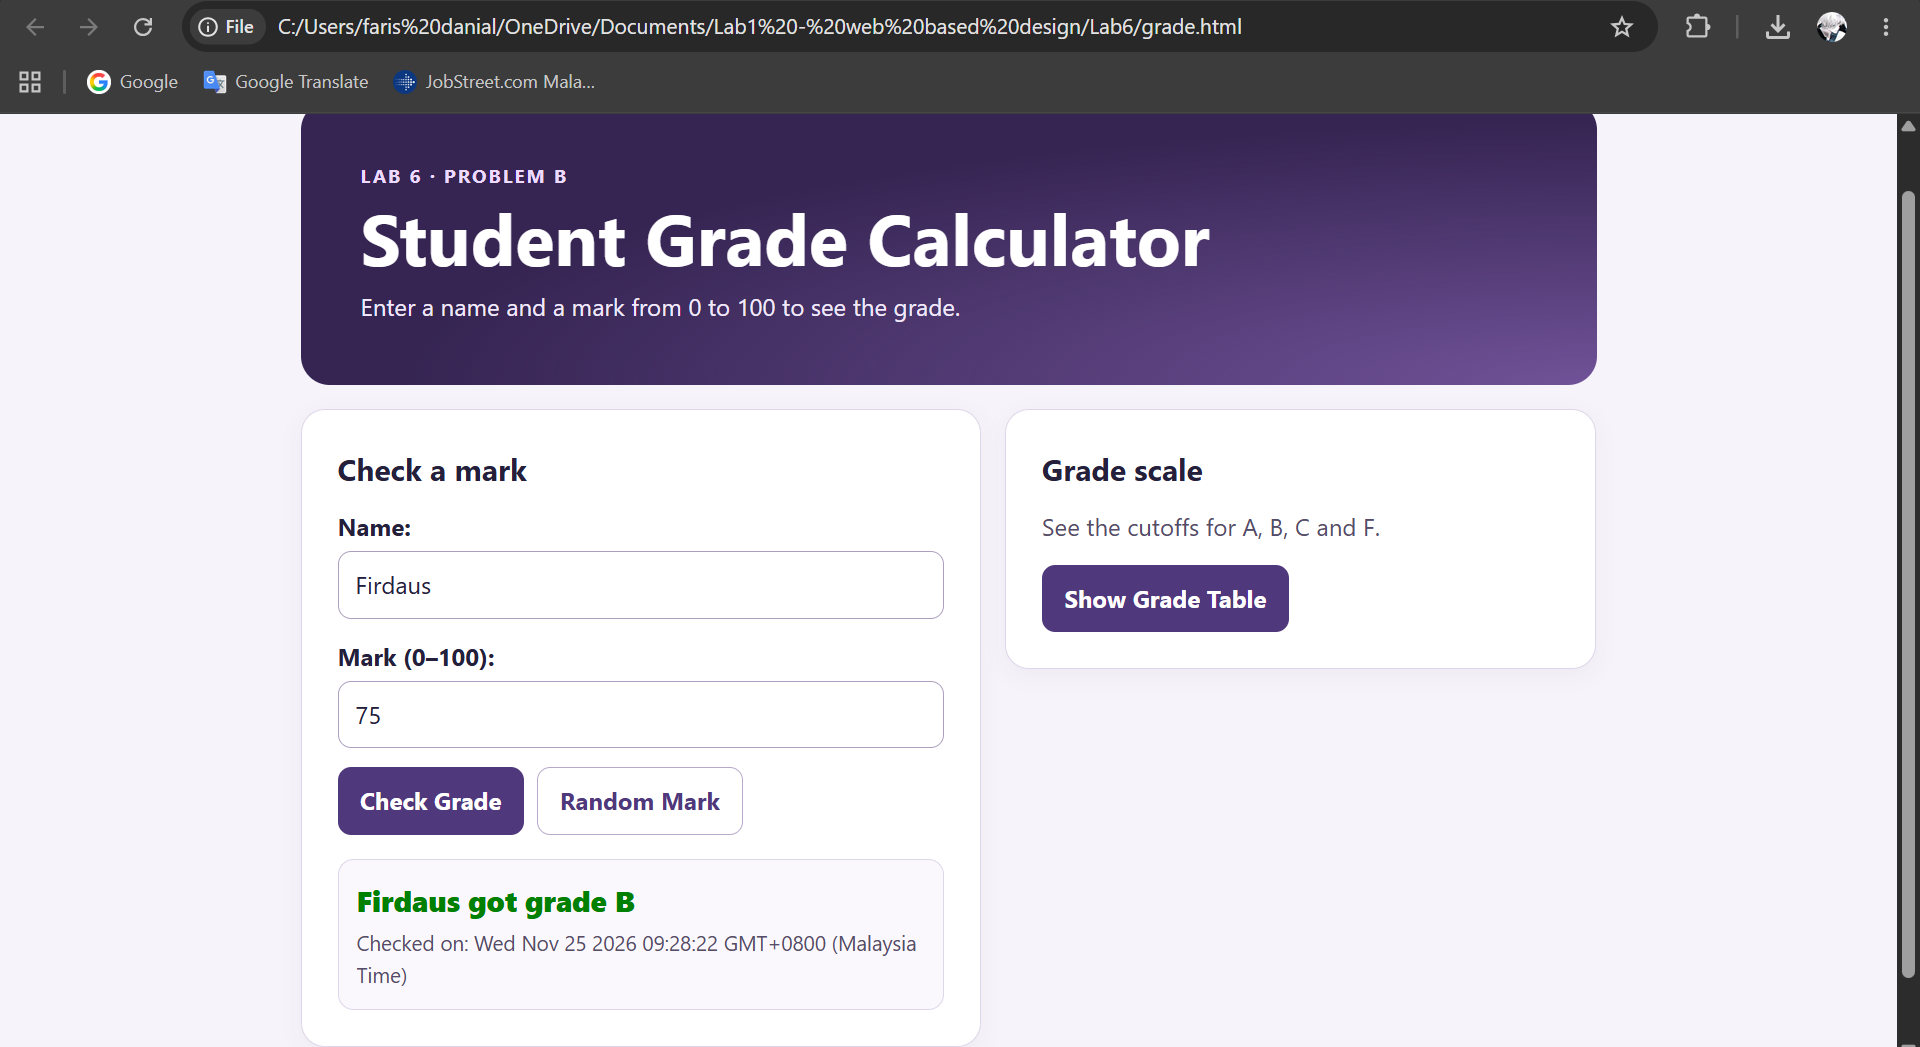 File
C:/Users/faris%20danial/OneDrive/Documents/Lab1%20-%20web%20based%20design/Lab6/grade.html
Google
Google Translate
JobStreet.com Mala...
LAB 6 · PROBLEM B
Student Grade Calculator
Enter a name and a mark from 0 to 100 to see the grade.
Check a mark
Name:
Firdaus
Mark (0–100):
75
Check Grade
Random Mark
Firdaus got grade B
Checked on: Wed Nov 25 2026 09:28:22 GMT+0800 (Malaysia
Time)
Grade scale
See the cutoffs for A, B, C and F.
Show Grade Table